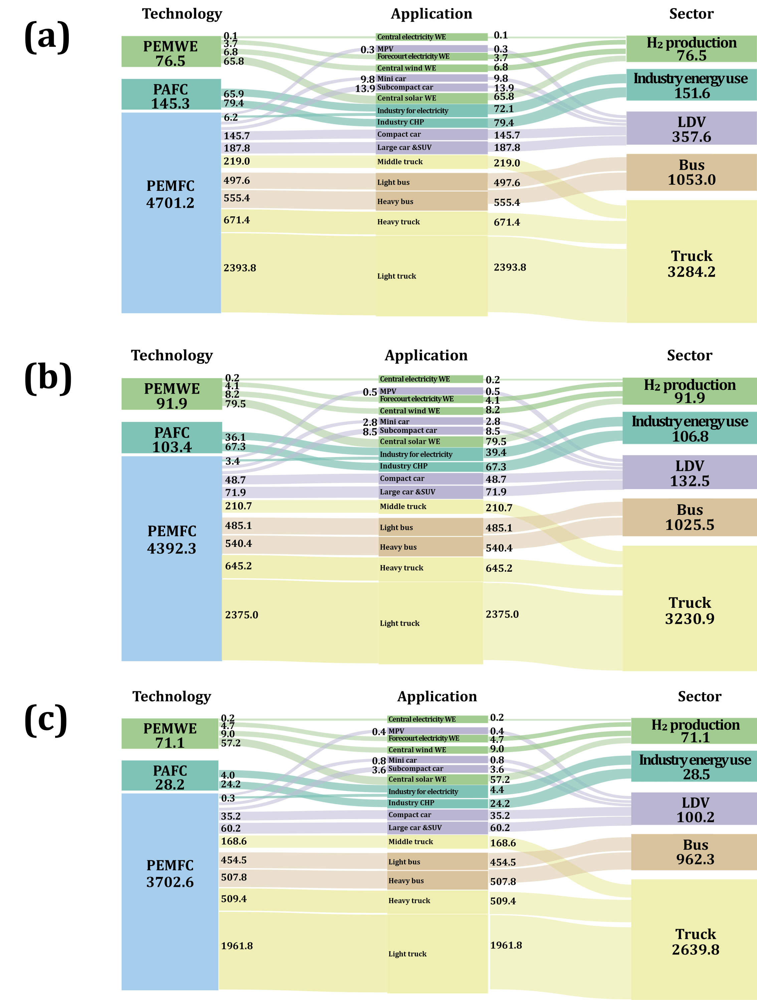 (a)
Technology
Application
Sector
PEMWE
76.5
PAFC
145.3
PEMFC
4701.2
0.1
3.7
6.8
65.8
65.9
79.4
6.2
145.7
187.8
219.0
497.6
555.4
671.4
2393.8
0.3
9.8
13.9
Central electricity WE
MPV
Forecourt electricity WE
Central wind WE
Mini car
Subcompact car
Central solar WE
Industry for electricity
Industry CHP
Compact car
Large car &SUV
Middle truck
Light bus
Heavy bus
Heavy truck
Light truck
0.1
0.3
3.7
6.8
9.8
13.9
65.8
72.1
79.4
145.7
187.8
219.0
497.6
555.4
671.4
2393.8
H₂ production
76.5
Industry energy use
151.6
LDV
357.6
Bus
1053.0
Truck
3284.2
(b)
Technology
Application
Sector
PEMWE
91.9
PAFC
103.4
PEMFC
4392.3
0.2
4.1
8.2
79.5
36.1
67.3
3.4
48.7
71.9
210.7
485.1
540.4
645.2
2375.0
0.5
2.8
8.5
Central electricity WE
MPV
Forecourt electricity WE
Central wind WE
Mini car
Subcompact car
Central solar WE
Industry for electricity
Industry CHP
Compact car
Large car &SUV
Middle truck
Light bus
Heavy bus
Heavy truck
Light truck
0.2
0.5
4.1
8.2
2.8
8.5
79.5
39.4
67.3
48.7
71.9
210.7
485.1
540.4
645.2
2375.0
H₂ production
91.9
Industry energy use
106.8
LDV
132.5
Bus
1025.5
Truck
3230.9
(c)
Technology
Application
Sector
PEMWE
71.1
PAFC
28.2
PEMFC
3702.6
0.2
4.7
9.0
57.2
4.0
24.2
0.3
35.2
60.2
168.6
454.5
507.8
509.4
1961.8
0.4
0.8
3.6
Central electricity WE
MPV
Forecourt electricity WE
Central wind WE
Mini car
Subcompact car
Central solar WE
Industry for electricity
Industry CHP
Compact car
Large car &SUV
Middle truck
Light bus
Heavy bus
Heavy truck
Light truck
0.2
0.4
4.7
9.0
0.8
3.6
57.2
4.4
24.2
35.2
60.2
168.6
454.5
507.8
509.4
1961.8
H₂ production
71.1
Industry energy use
28.5
LDV
100.2
Bus
962.3
Truck
2639.8